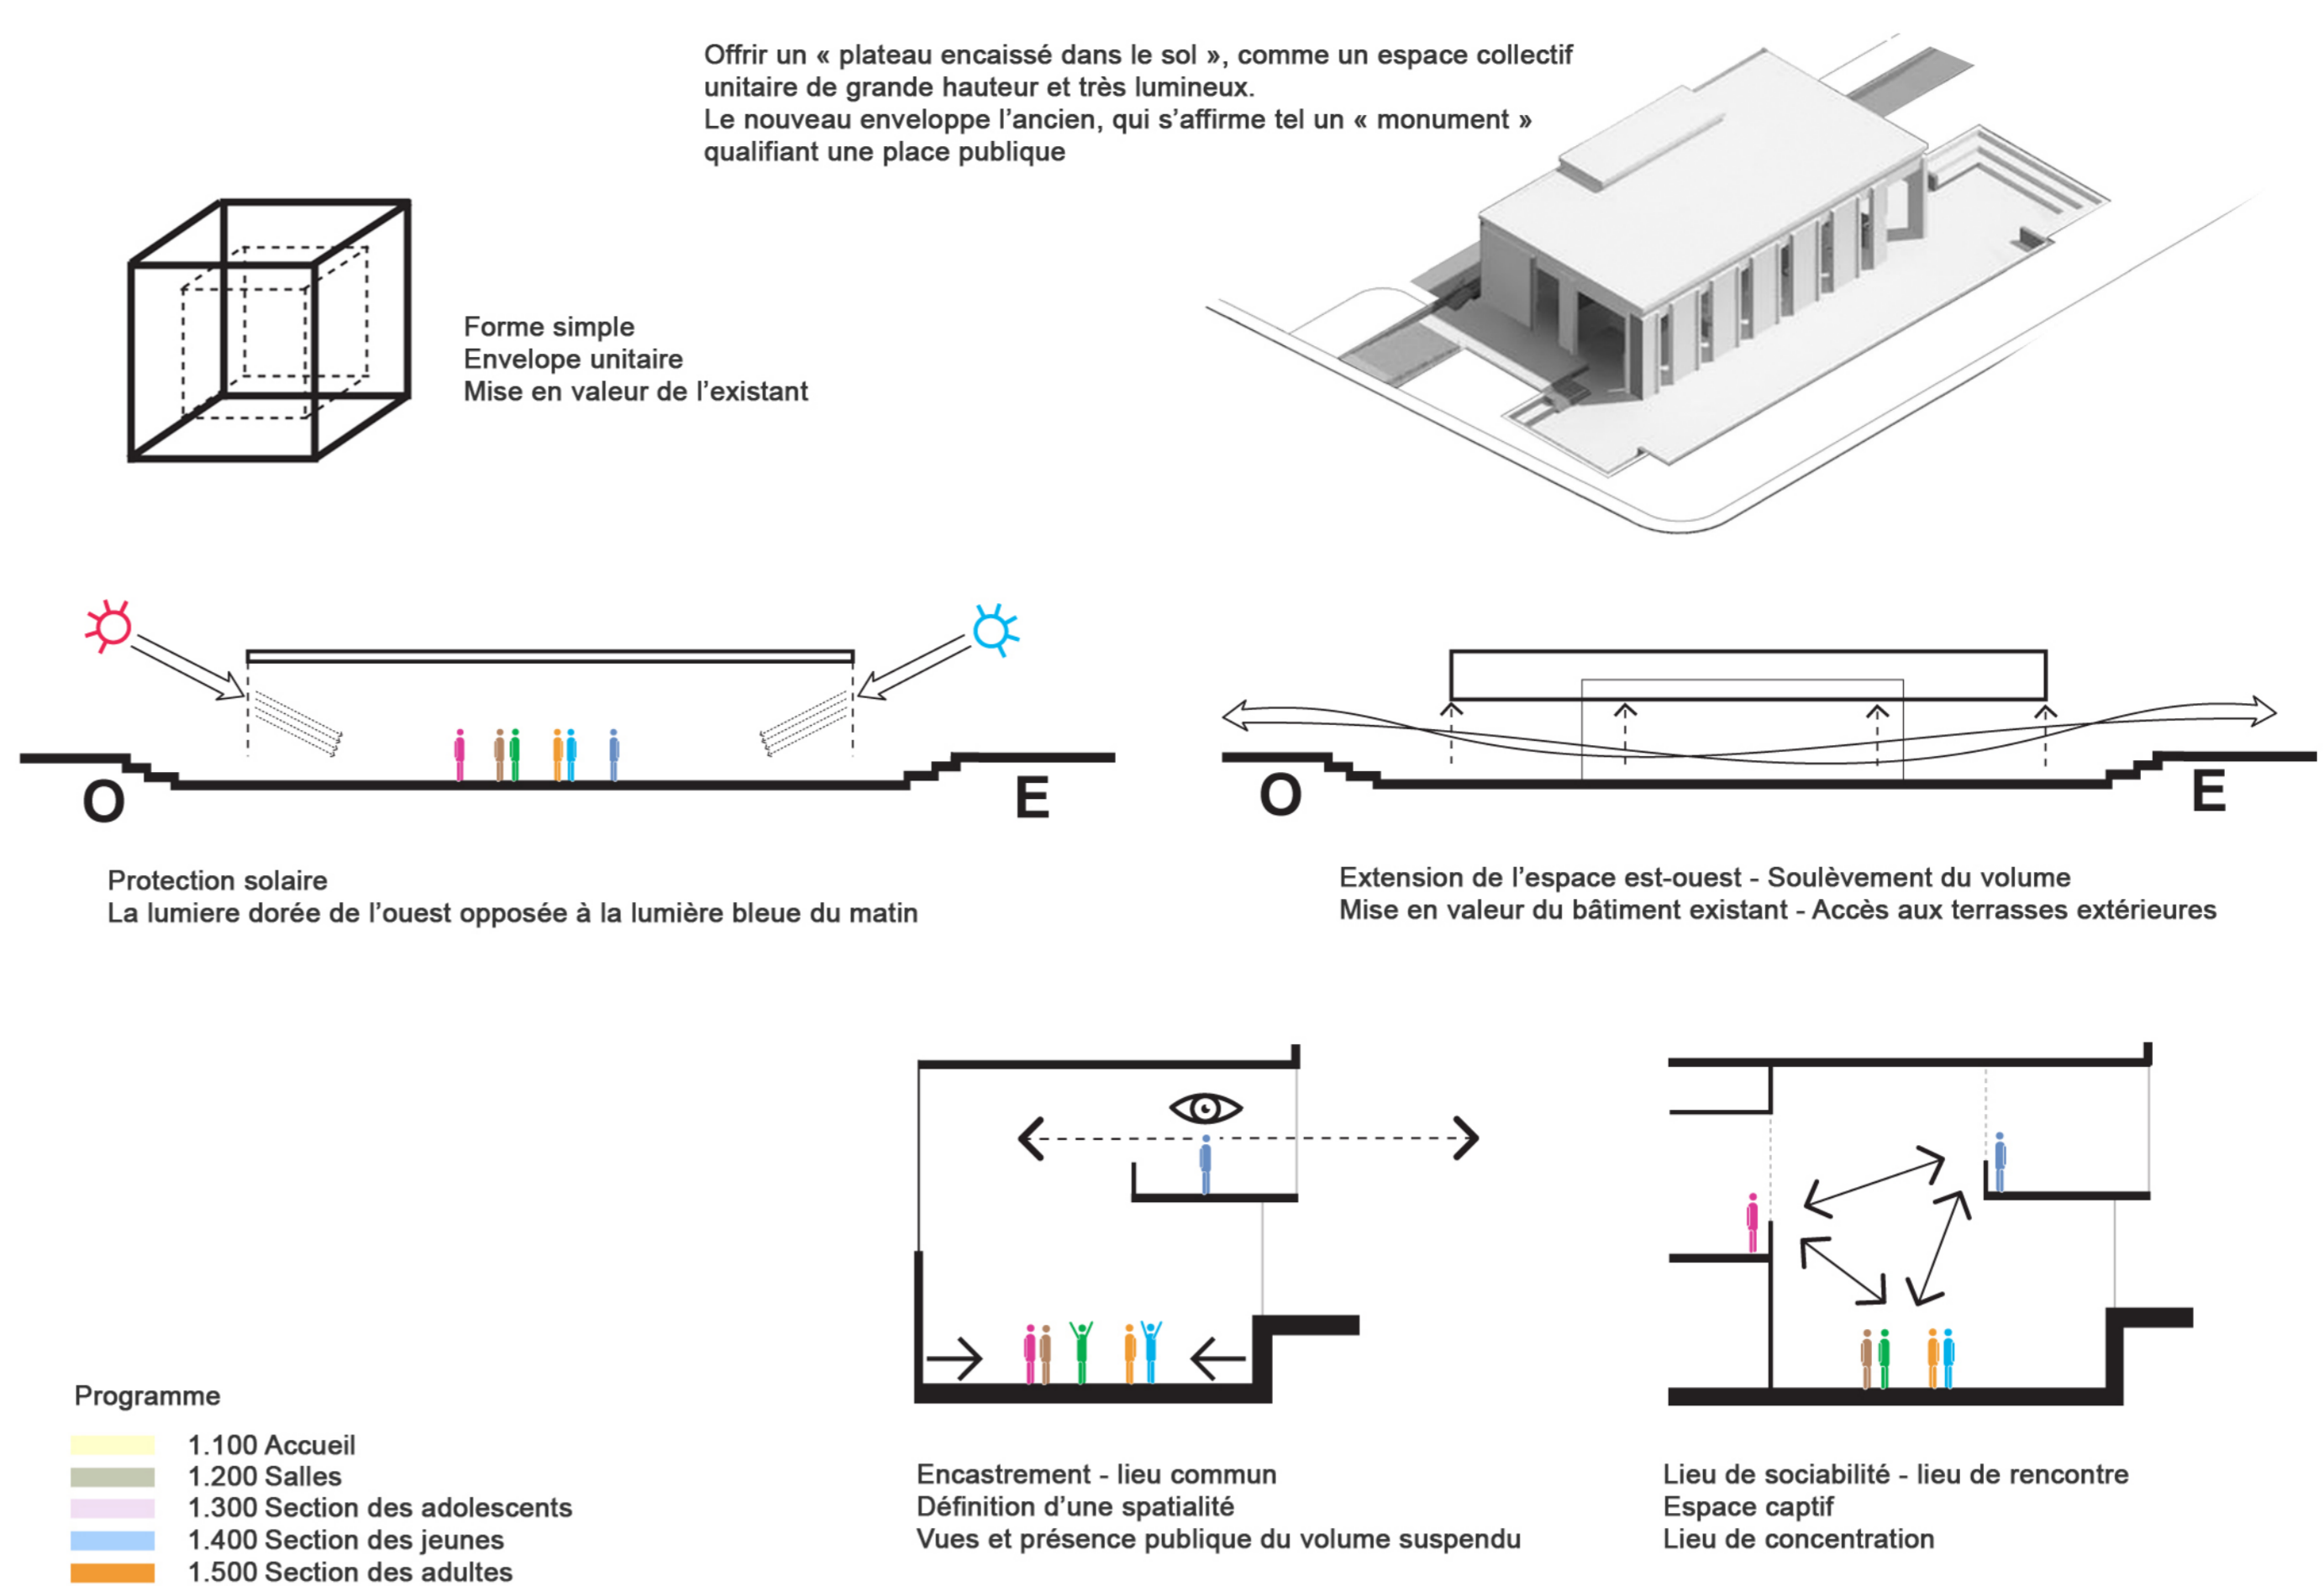 Offrir un « plateau encaissé dans le sol », comme un espace collectif
unitaire de grande hauteur et très lumineux.
Le nouveau enveloppe l’ancien, qui s’affirme tel un « monument »
qualifiant une place publique
Forme simple
Envelope unitaire
Mise en valeur de l’existant
O
E
Protection solaire
La lumiere dorée de l’ouest opposée à la lumière bleue du matin
O
E
Extension de l’espace est-ouest - Soulèvement du volume
Mise en valeur du bâtiment existant - Accès aux terrasses extérieures
Programme
1.100 Accueil
1.200 Salles
1.300 Section des adolescents
1.400 Section des jeunes
1.500 Section des adultes
Encastrement - lieu commun
Définition d’une spatialité
Vues et présence publique du volume suspendu
Lieu de sociabilité - lieu de rencontre
Espace captif
Lieu de concentration